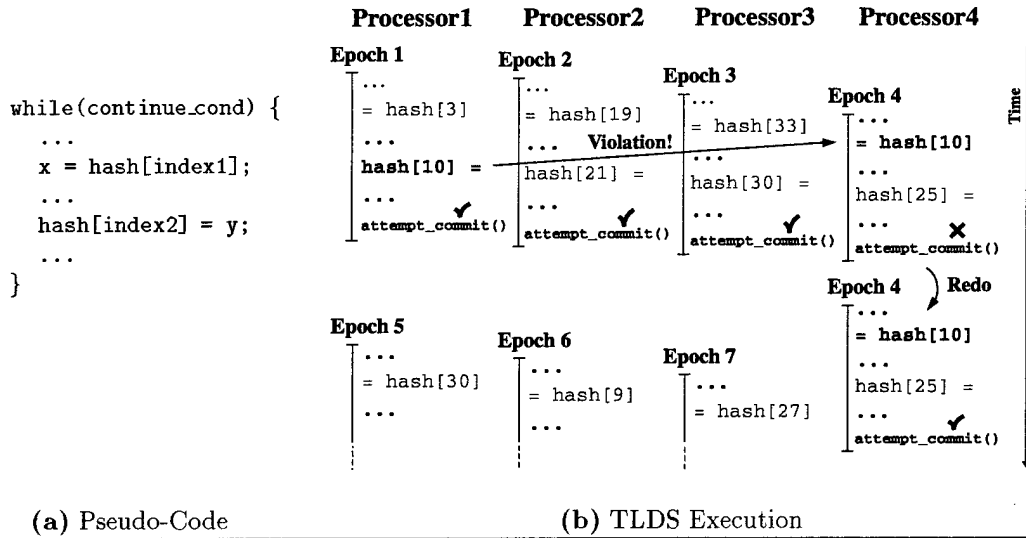 Processor1 Processor2 Processor3 Processor4
while(continue_cond) {
...
x = hash[index1];
...
hash[index2] = y;
...
}
(a) Pseudo-Code
Epoch 1
...
= hash[3]
...
hash[10] =
...
attempt_commit()
Epoch 2
...
= hash[19]
...
hash[21] =
...
attempt_commit()
Violation!
Epoch 3
...
= hash[33]
...
hash[30] =
...
attempt_commit()
Epoch 4
...
= hash[10]
...
hash[25] =
...
attempt_commit()
Redo
Time
Epoch 5
...
= hash[30]
...
Epoch 6
...
= hash[9]
...
Epoch 7
...
= hash[27]
Epoch 4
...
= hash[10]
...
hash[25] =
...
attempt_commit()
(b) TLDS Execution